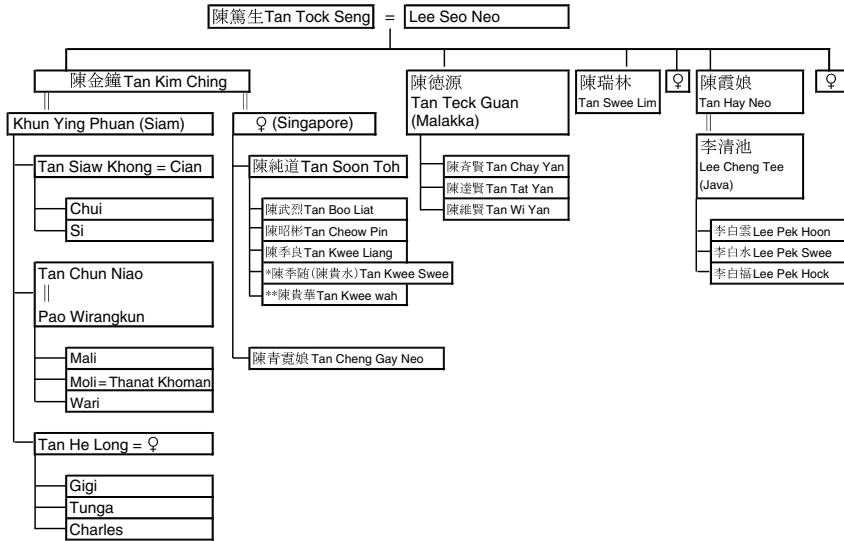 陳篤生Tan Tock Seng = Lee Seo Neo
陳金鐘Tan Kim Ching
Khun Ying Phuan (Siam)
Tan Siaw Khong = Cian
Chui
Si
Tan Chun Niao
||
Pao Wirangkun
Mali
Moli=Thanat Khoman
Wari
Tan He Long = ♀
Gigi
Tunga
Charles
♀ (Singapore)
陳純道Tan Soon Toh
陳武烈Tan Boo Liat
陳昭彬Tan Cheow Pin
陳季良Tan Kwee Liang
*陳季随(陳貴水)Tan Kwee Swee
**陳貴華Tan Kwee wah
陳青霓娘Tan Cheng Gay Neo
陳徳源
Tan Teck Guan
(Malakka)
陳斉賢Tan Chay Yan
陳達賢Tan Tat Yan
陳維賢Tan Wi Yan
陳瑞林
Tan Swee Lim
♀
陳霞娘
Tan Hay Neo
李清池
Lee Cheng Tee
(Java)
李白雲Lee Pek Hoon
李白水Lee Pek Swee
李白福Lee Pek Hock
♀